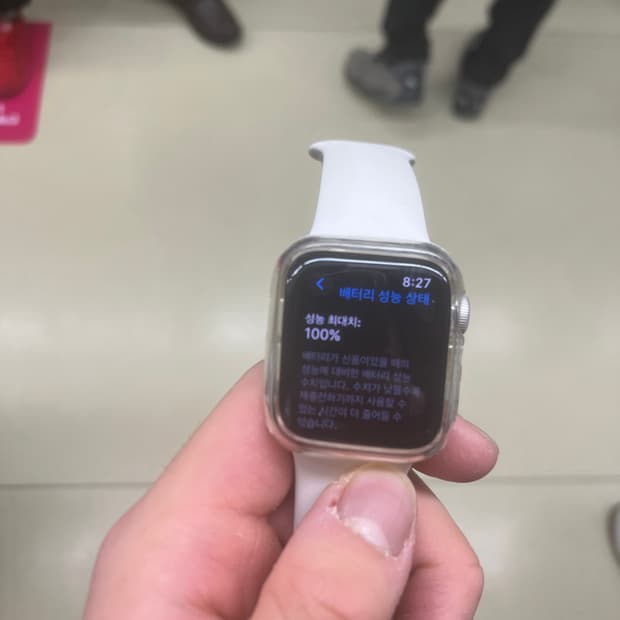 8:27
배터리 성능 상태
성능 최대치:
100%
배터리가 신품이었을 때의
성능에 대비한 배터리 성능
수치입니다. 수치가 낮을수록
재충전하기까지 사용할 수
있는 시간이 더 줄어들 수
있습니다.